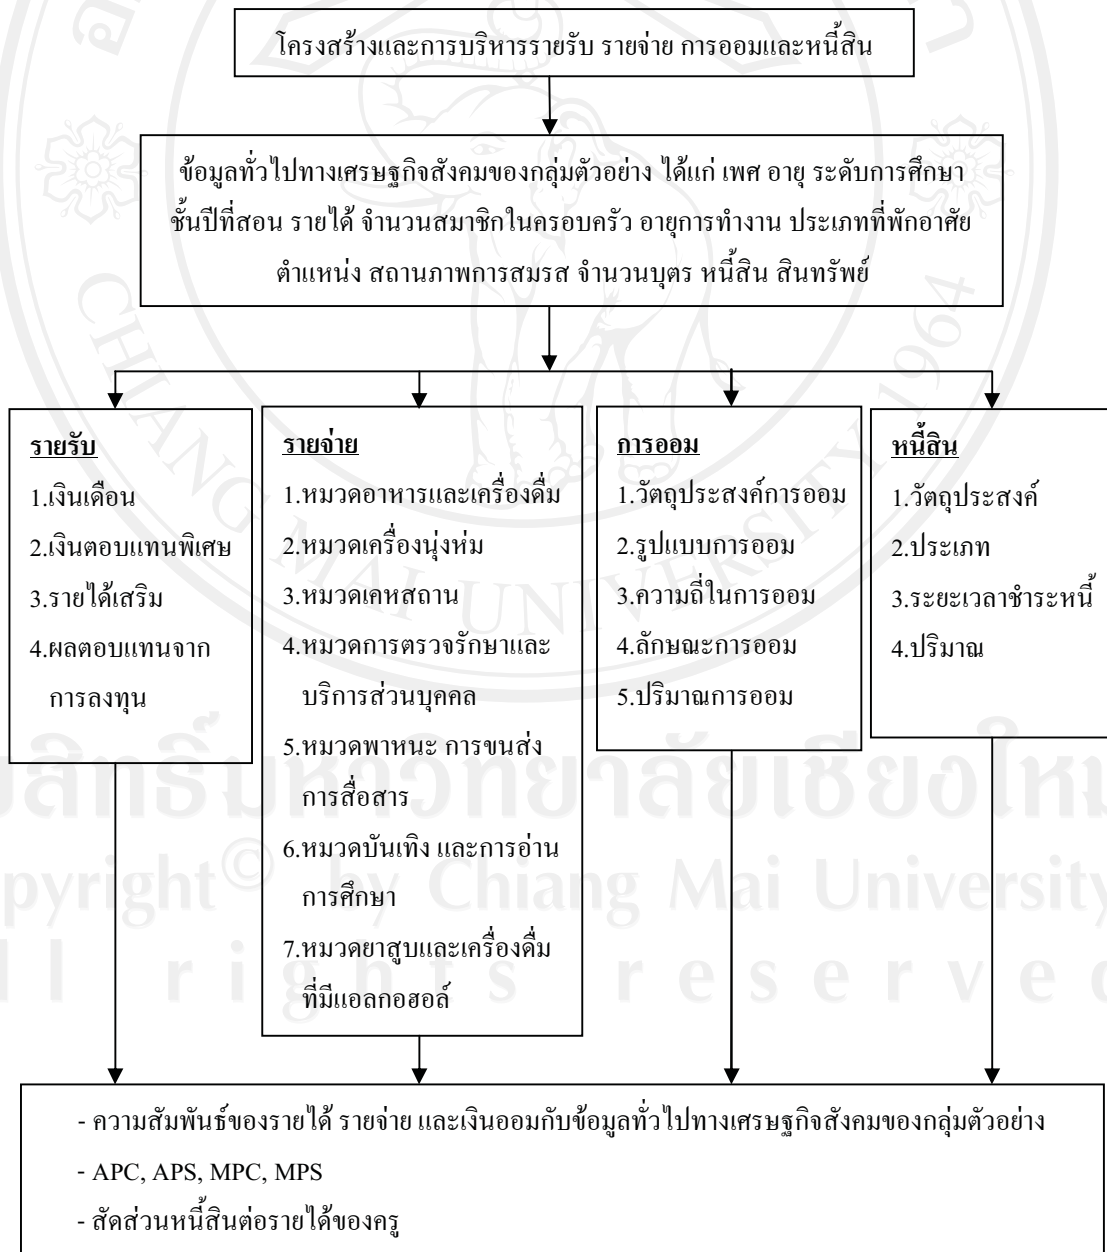 โครงสร้างและการบริหารรายรับ รายจ่าย การออมและหนี้สิน
ข้อมูลทั่วไปทางเศรษฐกิจสังคมของกลุ่มตัวอย่าง ได้แก่ เพศ อายุ ระดับการศึกษา
ชั้นปีที่สอน รายได้ จำนวนสมาชิกในครอบครัว อายุการทำงาน ประเภทที่พักอาศัย
ตำแหน่ง สถานภาพการสมรส จำนวนบุตร หนี้สิน สินทรัพย์
รายรับ
1.เงินเดือน
2.เงินตอบแทนพิเศษ
3.รายได้เสริม
4.ผลตอบแทนจาก
การลงทุน
รายจ่าย
1.หมวดอาหารและเครื่องดื่ม
2.หมวดเครื่องนุ่งห่ม
3.หมวดเคหสถาน
4.หมวดการตรวจรักษาและ
บริการส่วนบุคคล
5.หมวดพาหนะ การขนส่ง
การสื่อสาร
6.หมวดบันเทิง และการอ่าน
การศึกษา
7.หมวดยาสูบและเครื่องดื่ม
ที่มีแอลกอฮอล์
การออม
1.วัตถุประสงค์การออม
2.รูปแบบการออม
3.ความถี่ในการออม
4.ลักษณะการออม
5.ปริมาณการออม
หนี้สิน
1.วัตถุประสงค์
2.ประเภท
3.ระยะเวลาชำระหนี้
4.ปริมาณ
- ความสัมพันธ์ของรายได้ รายจ่าย และเงินออมกับข้อมูลทั่วไปทางเศรษฐกิจสังคมของกลุ่มตัวอย่าง
- APC, APS, MPC, MPS
- สัดส่วนหนี้สินต่อรายได้ของครู
CHIANG MAI UNIVERSITY 1964
by Chiang Mai University
rights reserved